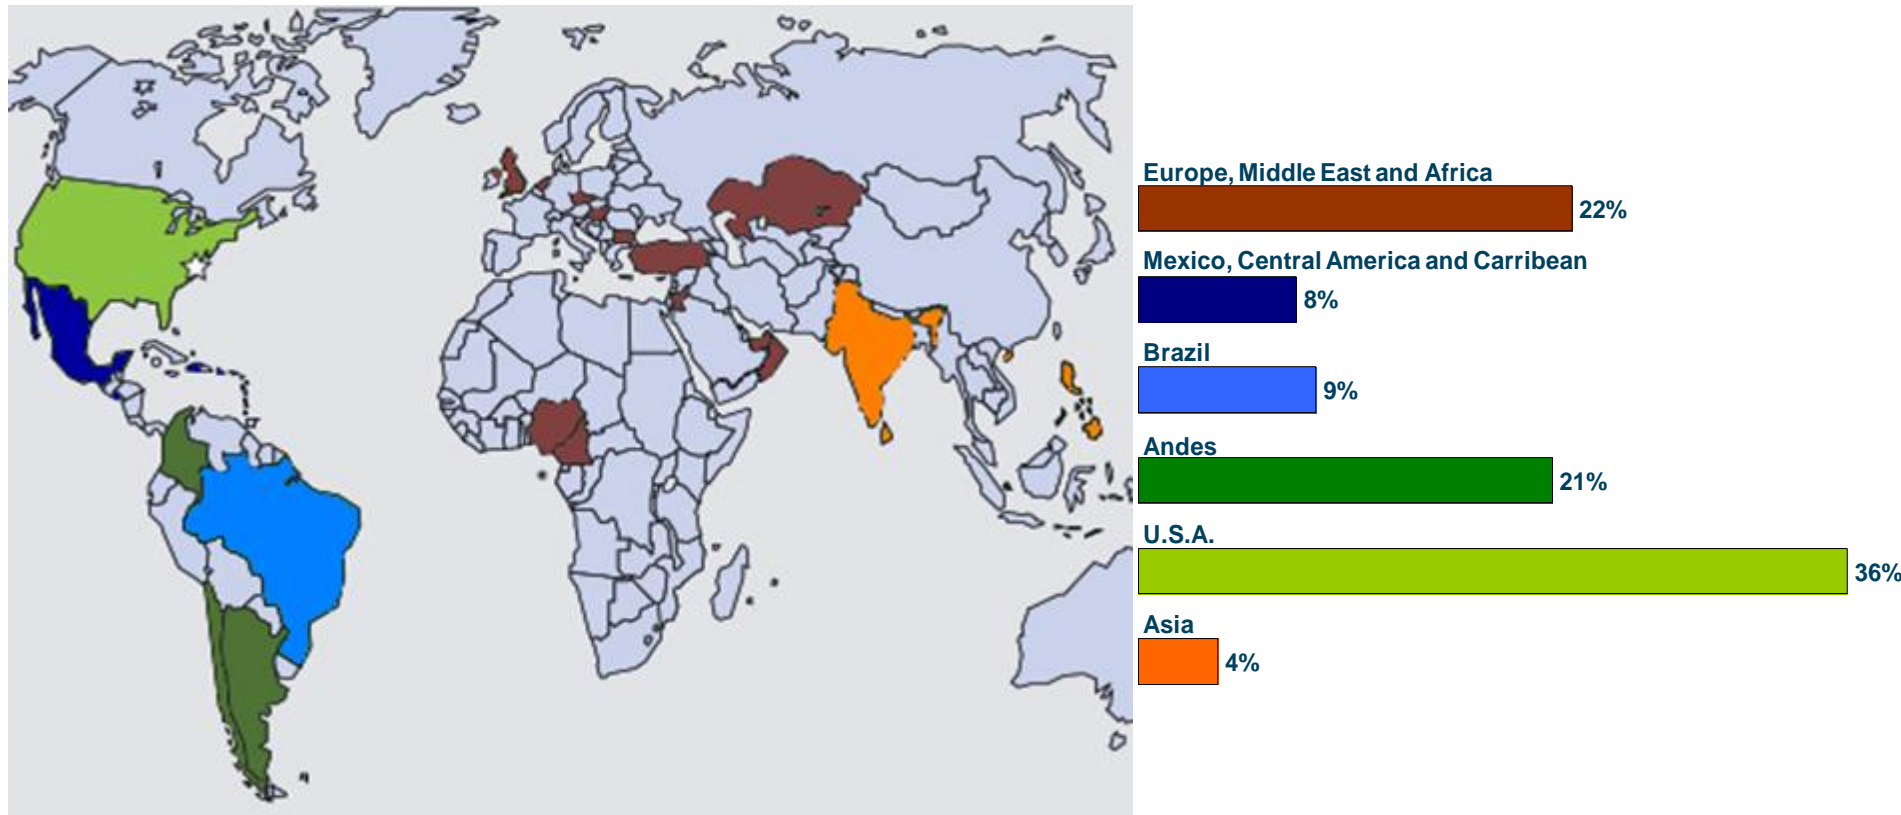 Europe, Middle East and Africa
22%
Mexico, Central America and Carribean
8%
Brazil
9%
Andes
21%
U.S.A.
36%
Asia
4%